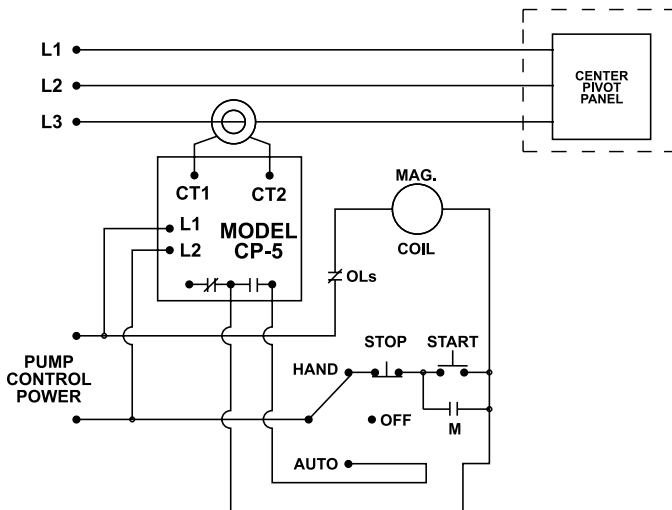 L1
L2
L3
CENTER
PIVOT
PANEL
CT1
CT2
L1
L2
MODEL
CP-5
MAG.
COIL
OLs
PUMP
CONTROL
POWER
HAND
STOP
START
OFF
M
AUTO